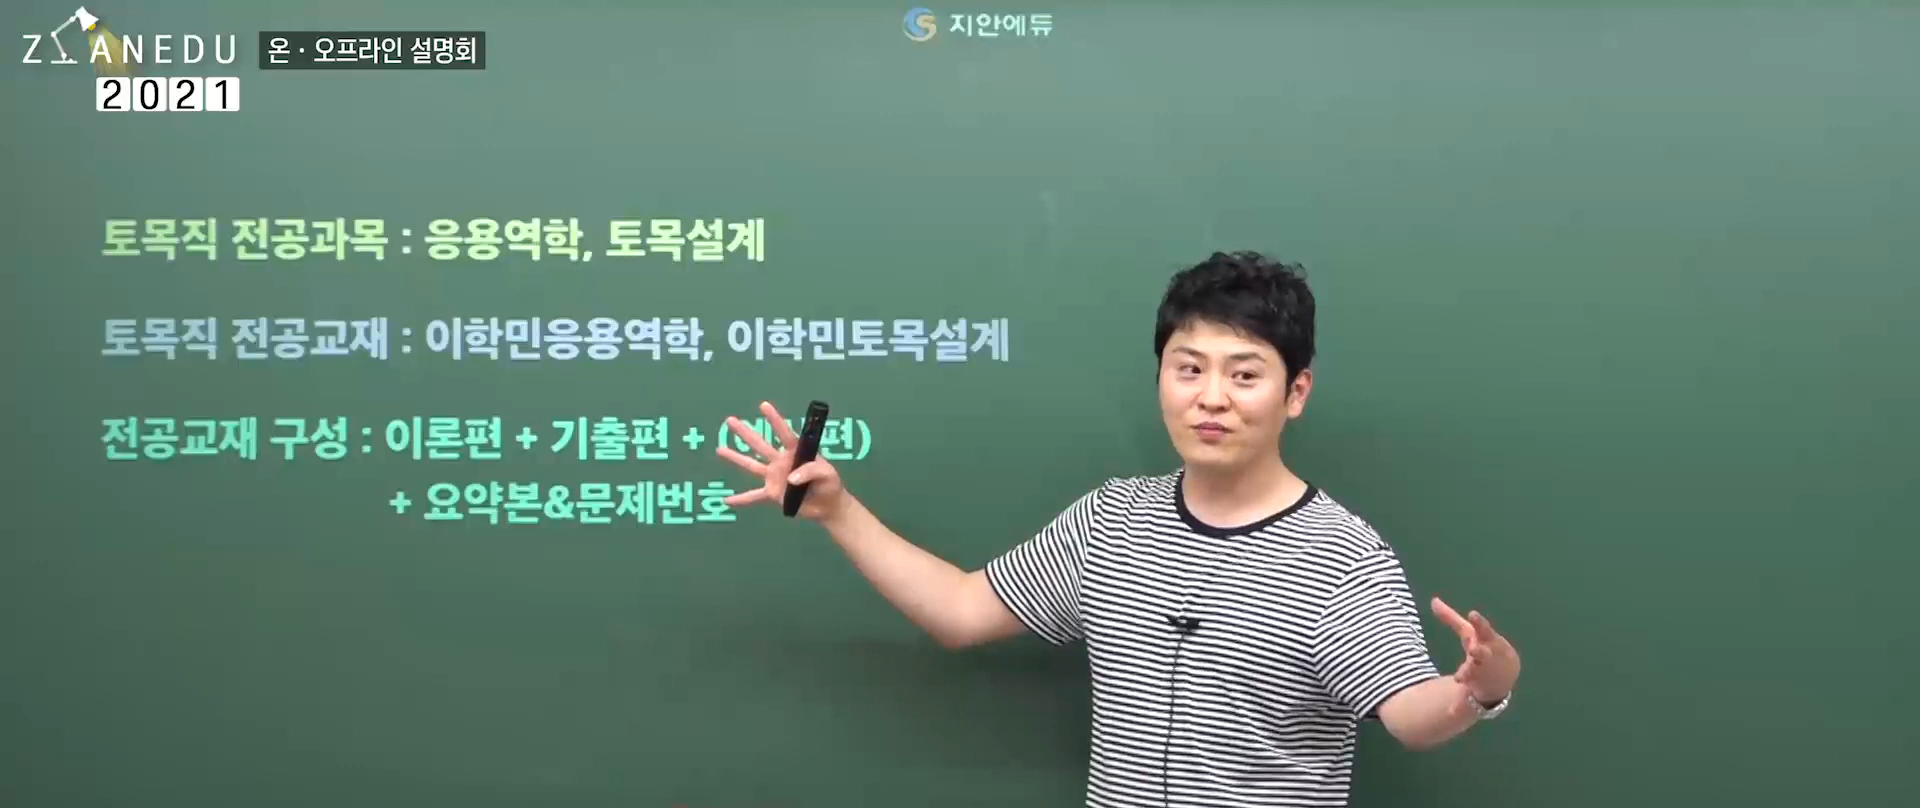 지안에듀
ZIANEDU 온·오프라인 설명회
2021
토목직 전공과목 : 응용역학, 토목설계
토목직 전공교재 : 이학민응용역학, 이학민토목설계
전공교재 구성 : 이론편 + 기출편 + (
편)
+ 요약본&문제번호